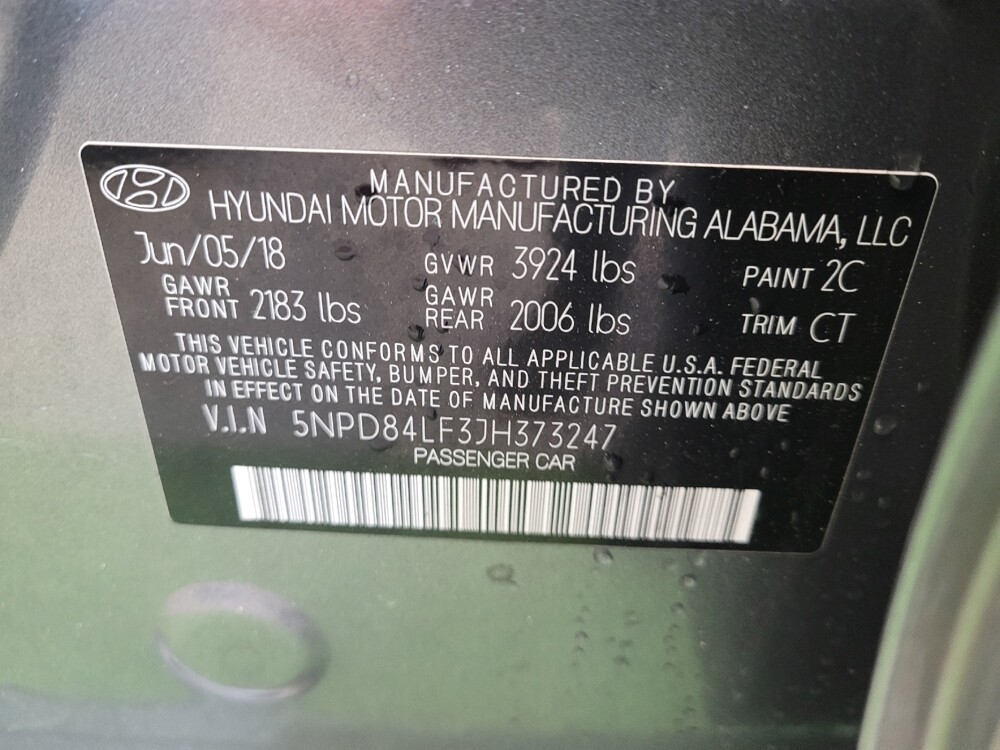 MANUFACTURED BY
HYUNDAI MOTOR MANUFACTURING ALABAMA, LLC
Jun/05/18 GVWR 3924 lbs PAINT 2C
GAWR FRONT 2183 lbs GAWR REAR 2006 lbs TRIM CT
THIS VEHICLE CONFORMS TO ALL APPLICABLE U.S.A. FEDERAL
MOTOR VEHICLE SAFETY, BUMPER, AND THEFT PREVENTION STANDARDS
IN EFFECT ON THE DATE OF MANUFACTURE SHOWN ABOVE
V.I.N 5NPD84LF3JH373247
PASSENGER CAR